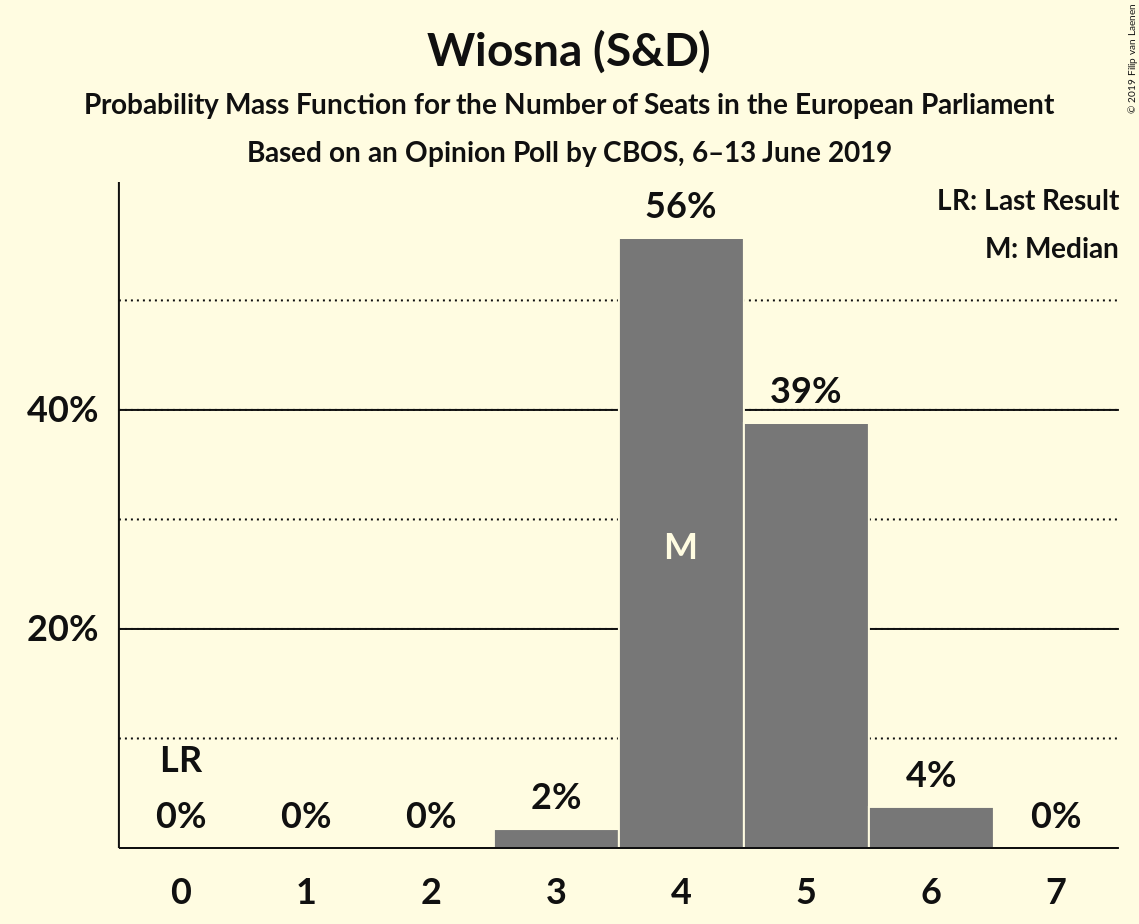 Wiosna (S&D)
Probability Mass Function for the Number of Seats in the European Parliament
Based on an Opinion Poll by CBOS, 6–13 June 2019
© 2019 Filip van Laenen
LR: Last Result
M: Median
56%
39%
40%
M
20%
LR
4%
2%
0% 0% 0% 0%
0 1 2 3 4 5 6 7